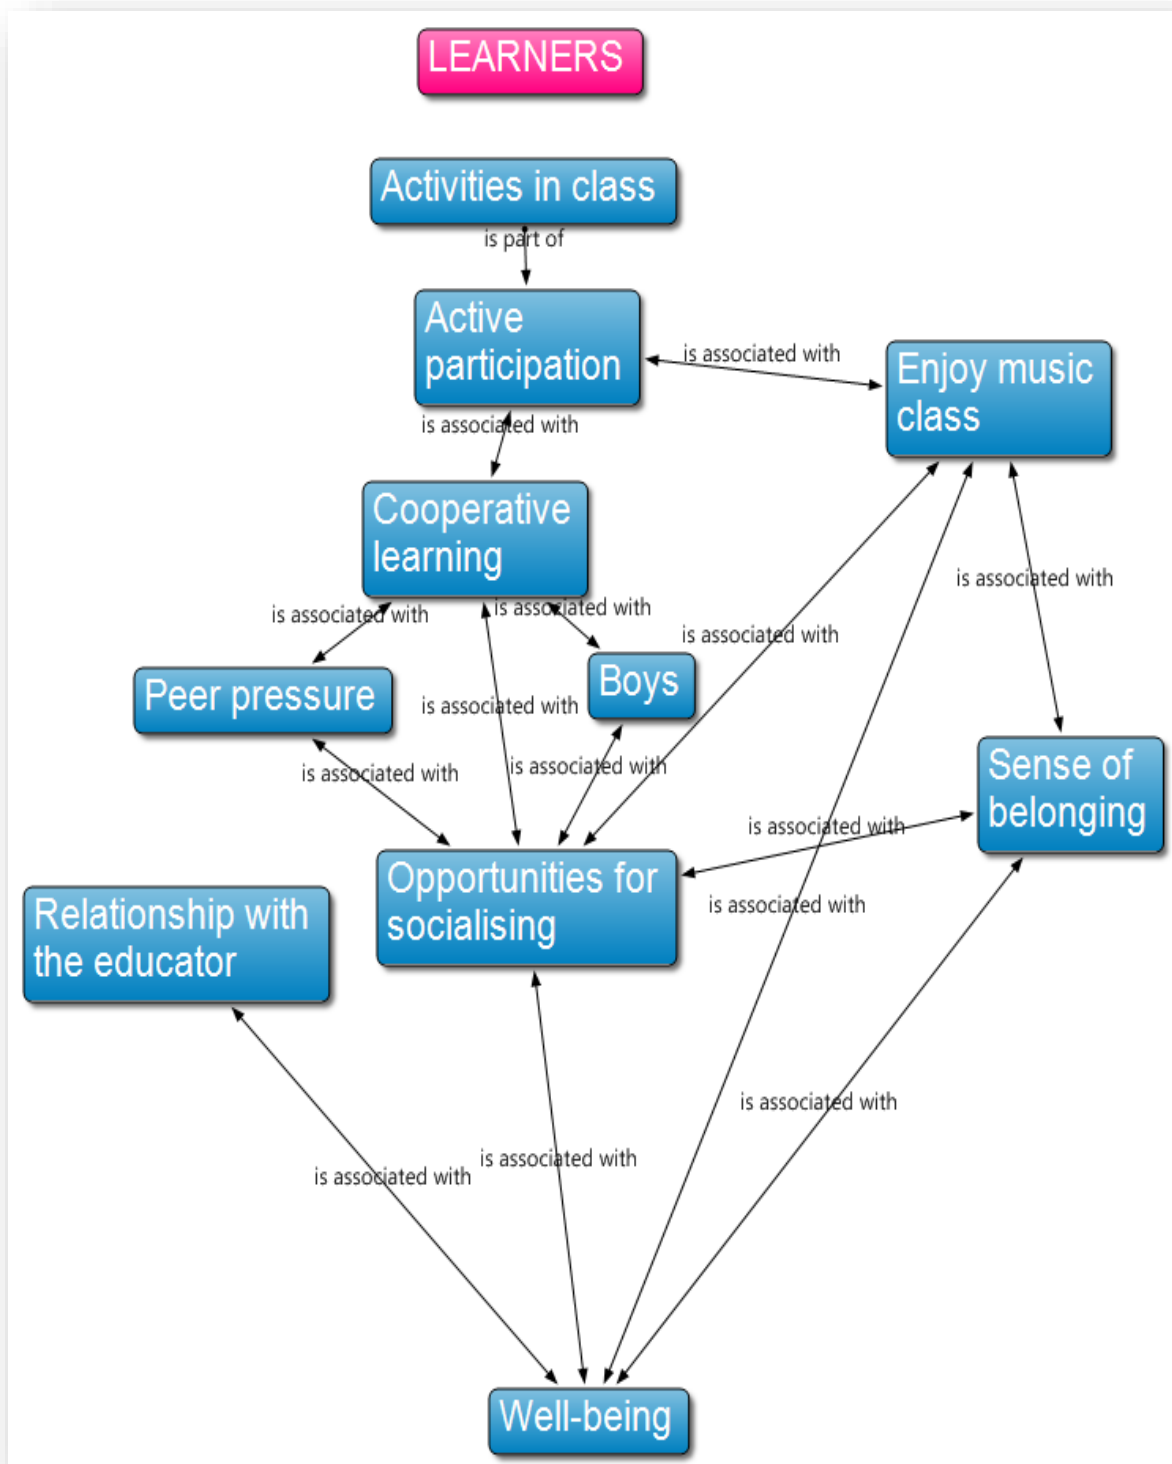 LEARNERS
Activities in class
is part of
Active
participation
is associated with
Enjoy music
class
is associated with
Cooperative
learning
is associated with
is associated with
is associated with
is associated with
Peer pressure
Boys
is associated with
is associated with
is associated with
Sense of
belonging
is associated with
Opportunities for
socialising
is associated with
Relationship with
the educator
is associated with
is associated with
is associated with
Well-being